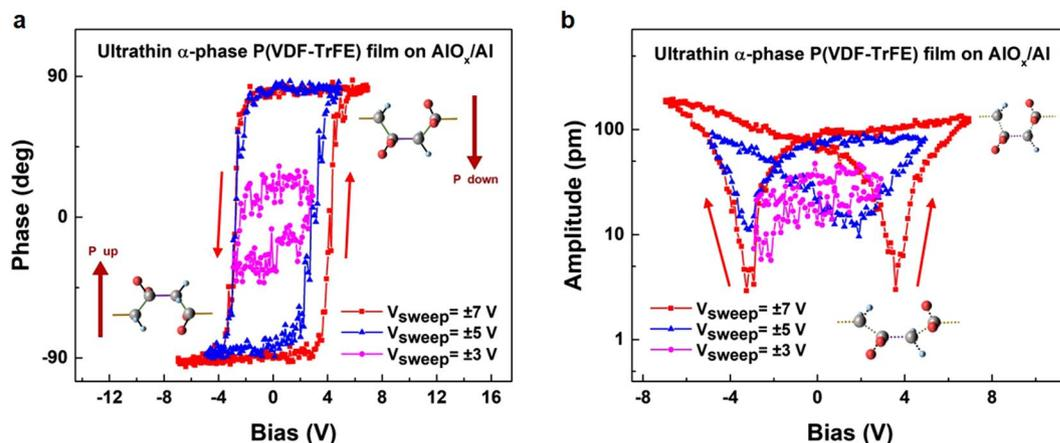 a
Ultrathin α-phase P(VDF-TrFE) film on AlOx/Al
90
0
-90
Phase (deg)
P up
P down
Vsweep= ±7 V
Vsweep= ±5 V
Vsweep= ±3 V
-12 -8 -4 0 4 8 12 16
Bias (V)
b
Ultrathin α-phase P(VDF-TrFE) film on AlOx/Al
100
10
1
Amplitude (pm)
Vsweep= ±7 V
Vsweep= ±5 V
Vsweep= ±3 V
-8 -4 0 4 8
Bias (V)